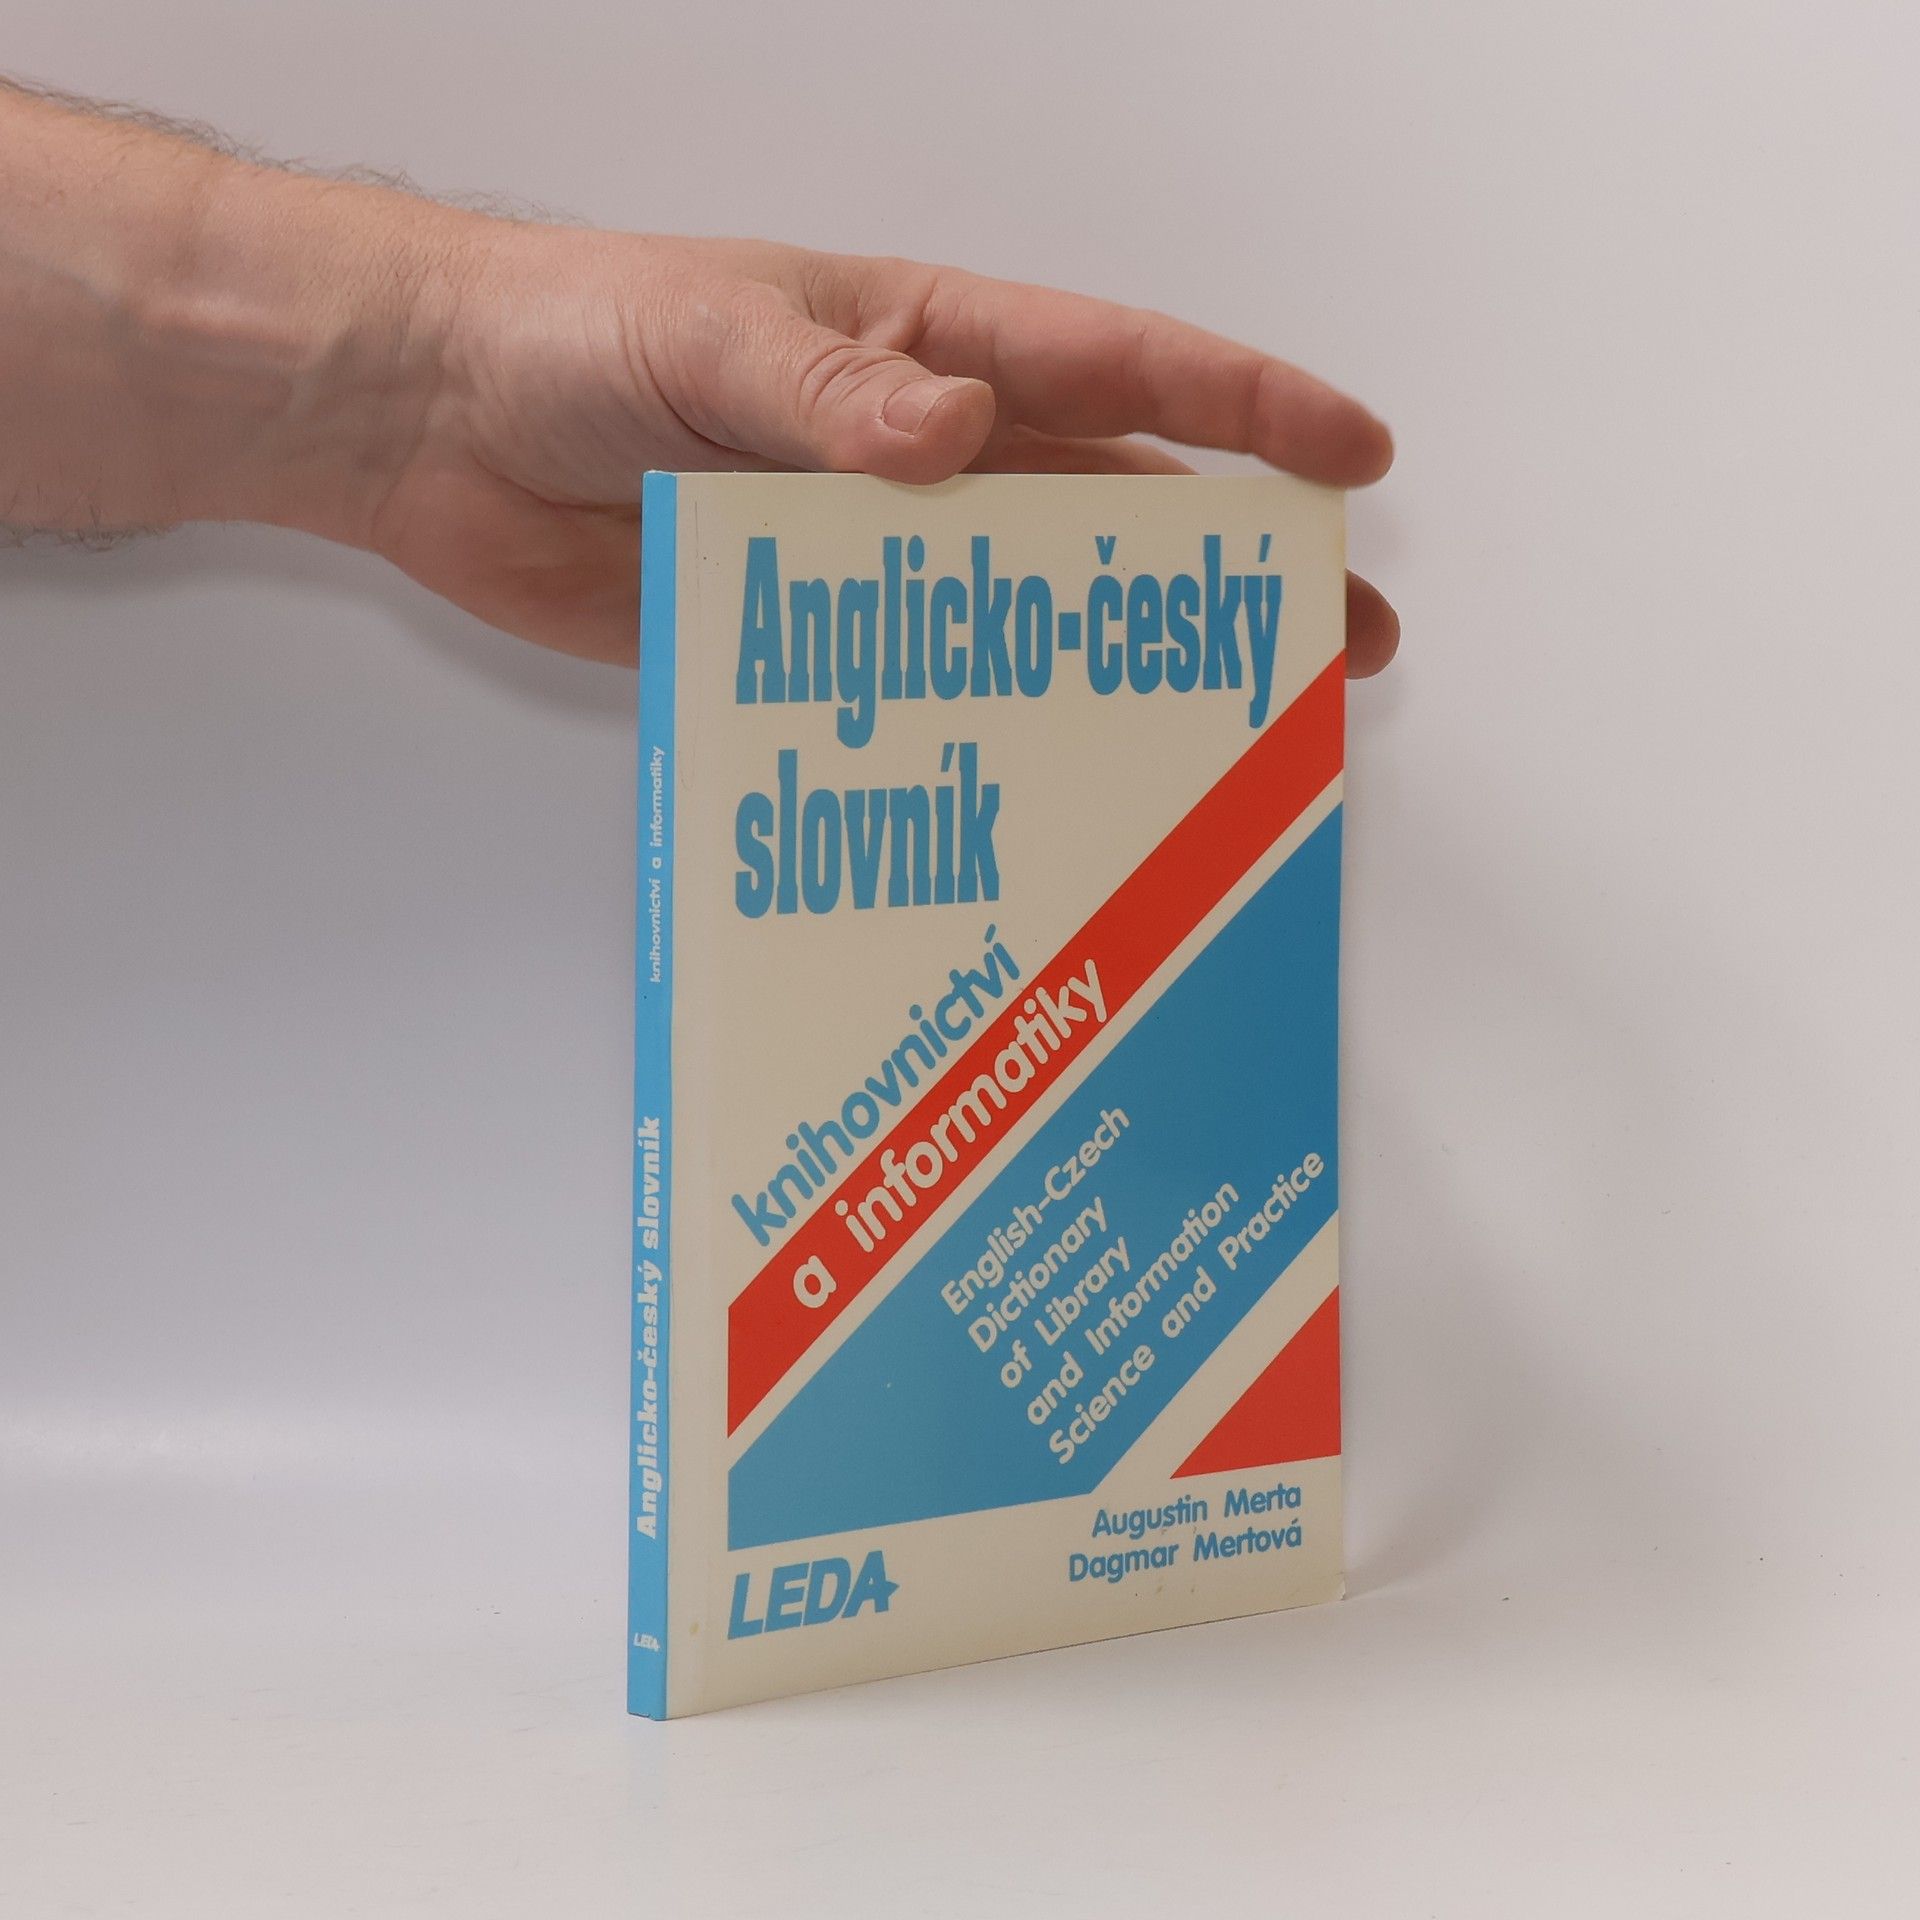 Anglicko-český
slovník
knihovnictví
a informatiky
English-Czech
Dictionary
of Library
and Information
Science and Practice
Augustin Merta
Dagmar Mertová
LEDA
Anglicko-český slovník
knihovnictví a informatiky
LEDA